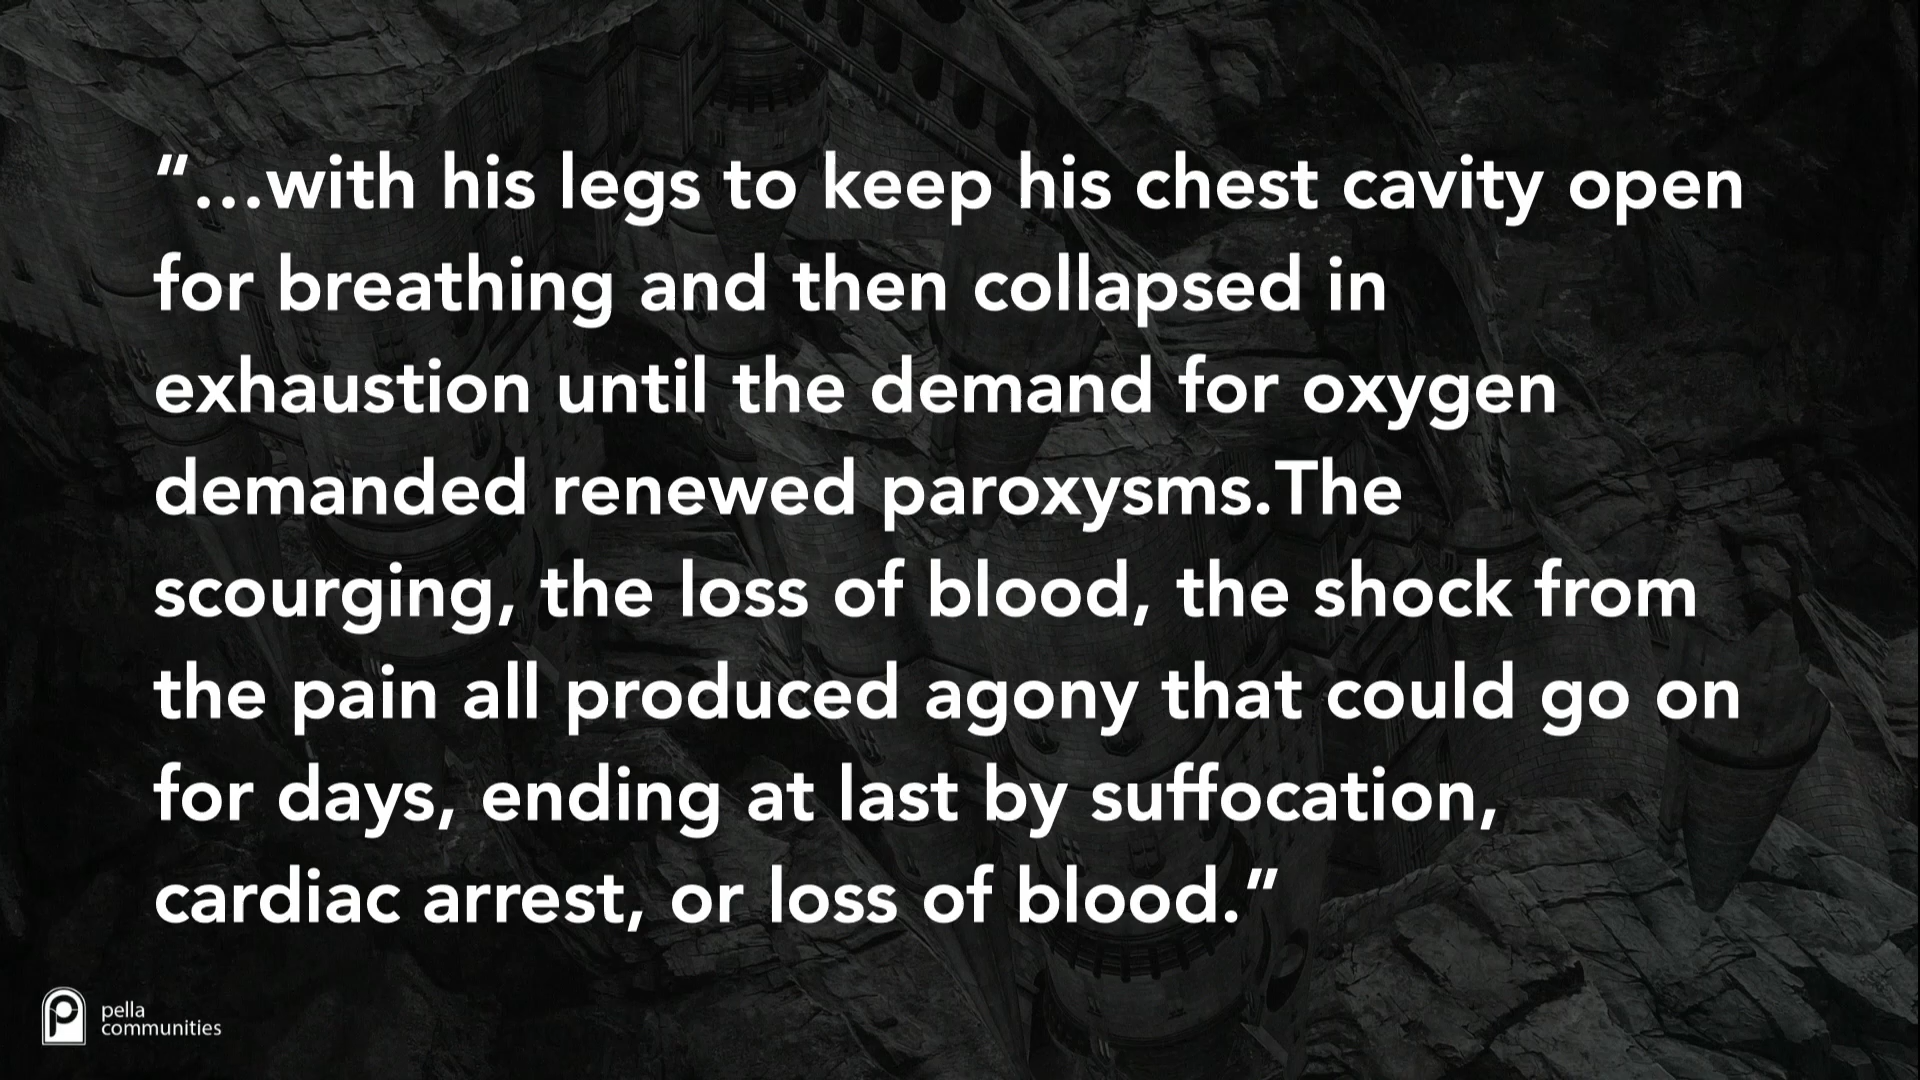 “…with his legs to keep his chest cavity open
for breathing and then collapsed in
exhaustion until the demand for oxygen
demanded renewed paroxysms.The
scourging, the loss of blood, the shock from
the pain all produced agony that could go on
for days, ending at last by suffocation,
cardiac arrest, or loss of blood.”
pella
communities